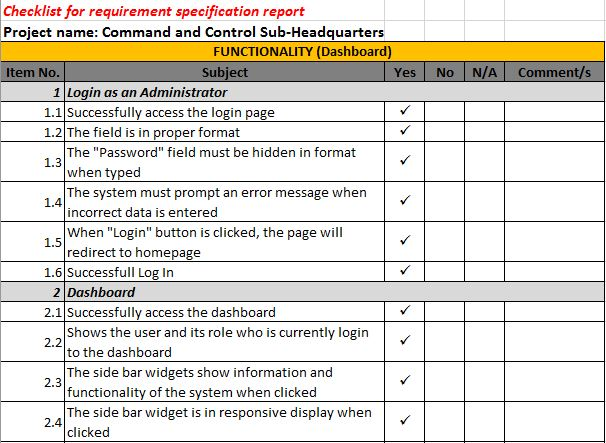 Checklist for requirement specification report
Project name: Command and Control Sub-Headquarters
FUNCTIONALITY (Dashboard)
Item No. Subject Yes No N/A Comment/s
1 Login as an Administrator
1.1 Successfully access the login page ✓
1.2 The field is in proper format ✓
1.3 The "Password" field must be hidden in format
when typed ✓
1.4 The system must prompt an error message when
incorrect data is entered ✓
1.5 When "Login" button is clicked, the page will
redirect to homepage ✓
1.6 Successfull Log In ✓
2 Dashboard
2.1 Successfully access the dashboard ✓
2.2 Shows the user and its role who is currently login
to the dashboard ✓
2.3 The side bar widgets show information and
functionality of the system when clicked ✓
2.4 The side bar widget is in responsive display when
clicked ✓